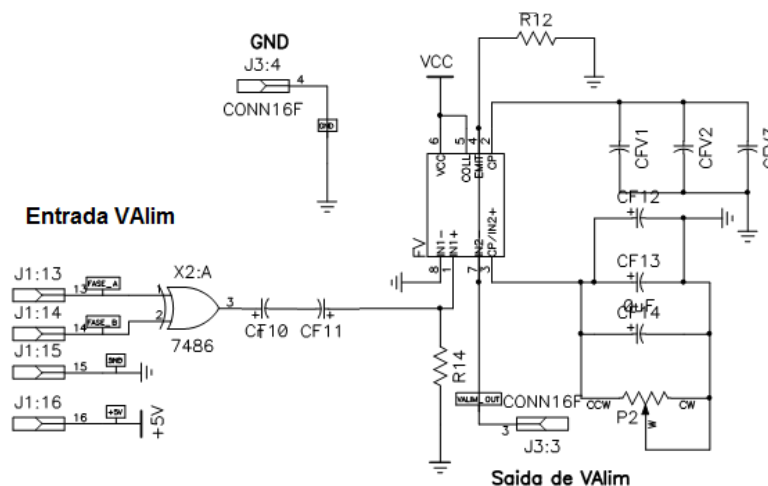 GND
J3:4
4
CONN16F
GND
R12
VCC
6
5
4
2
VCC
COLL
EMIT
CP
FV
IN1-
IN1+
IN2-
CP/IN2+
8
1
7
3
CFV1
CFV2
CF12
CF13
0uF
CF14
Entrada VAlim
J1:13
13
FASE_A
J1:14
14
FASE_B
J1:15
15
GND
J1:16
16
+5V
+5V
X2:A
1
2
3
7486
CF10
CF11
R14
VALIM_OUT
CONN16F
3
J3:3
CCW
P2
CW
W
Saida de VAlim